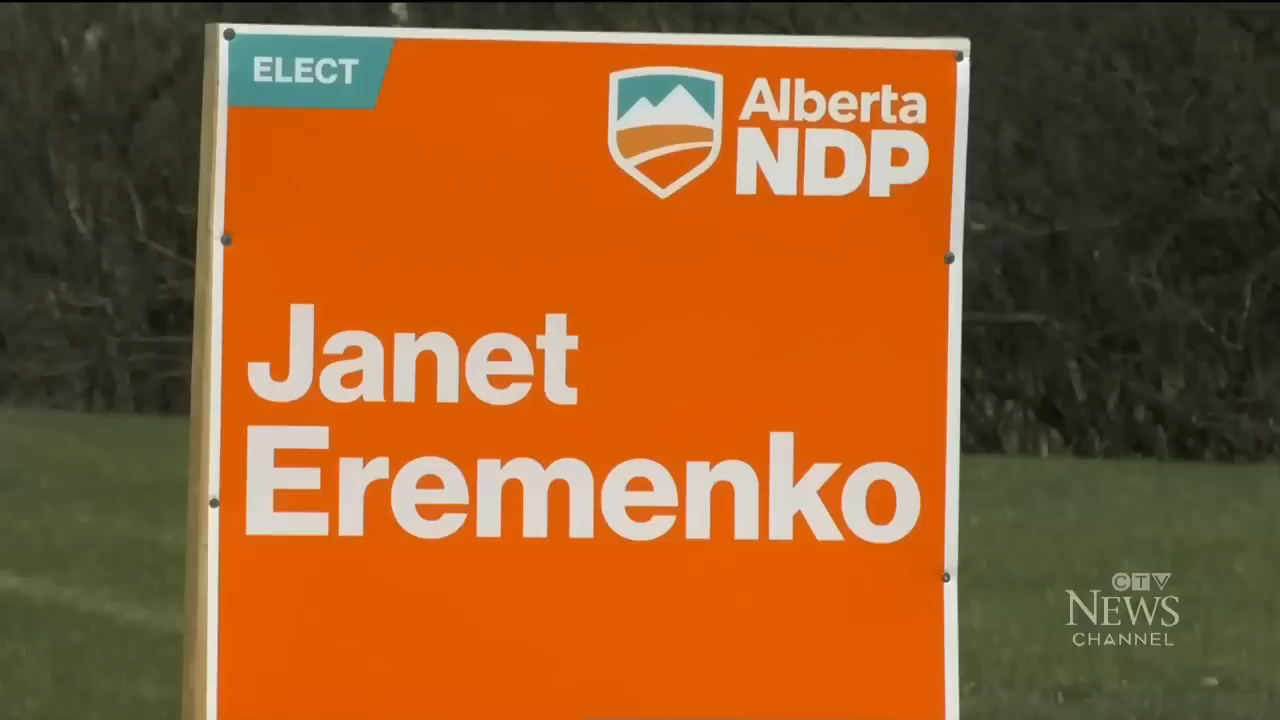 ELECT
Alberta
NDP
Janet
Eremenko
CTV
NEWS
CHANNEL